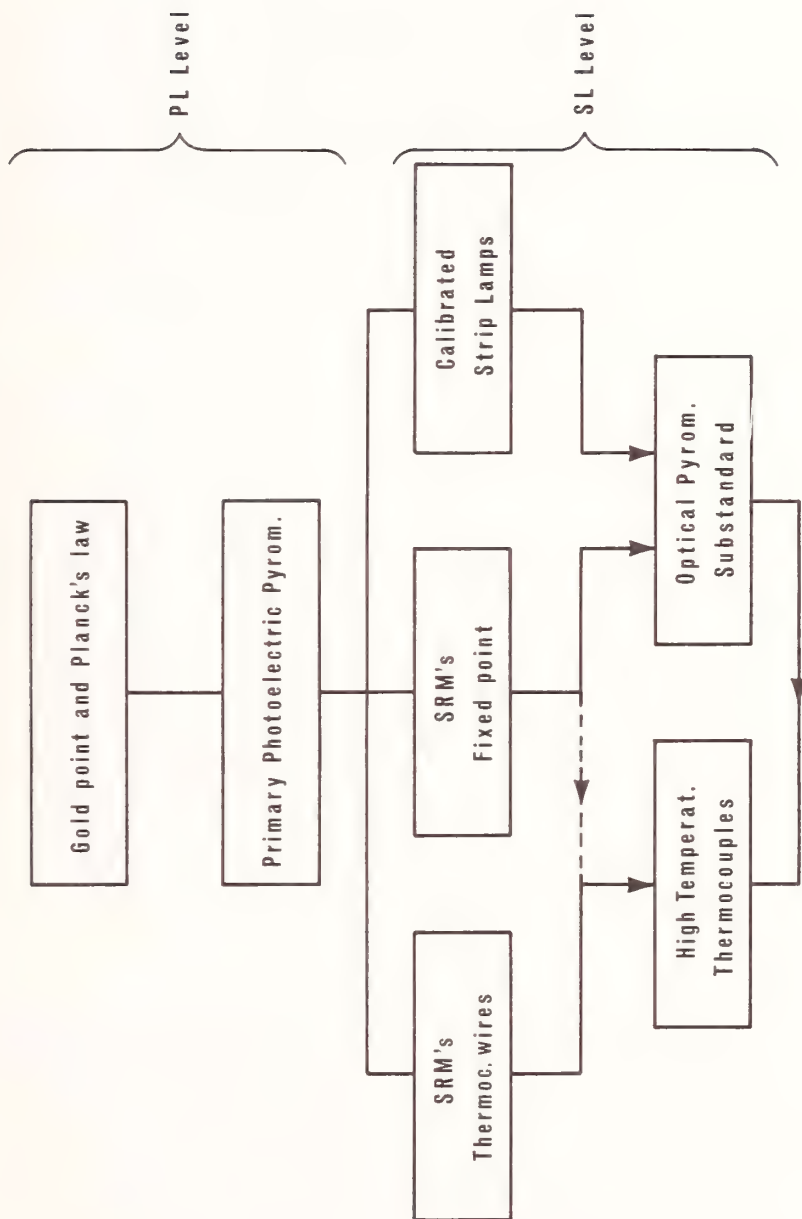 PL Level
Gold point and Planck's law
Primary Photoelectric Pyrom.
SL Level
SRM's
Thermoc. wires
SRM's
Fixed point
Calibrated
Strip Lamps
High Temperat.
Thermocouples
Optical Pyrom.
Substandard